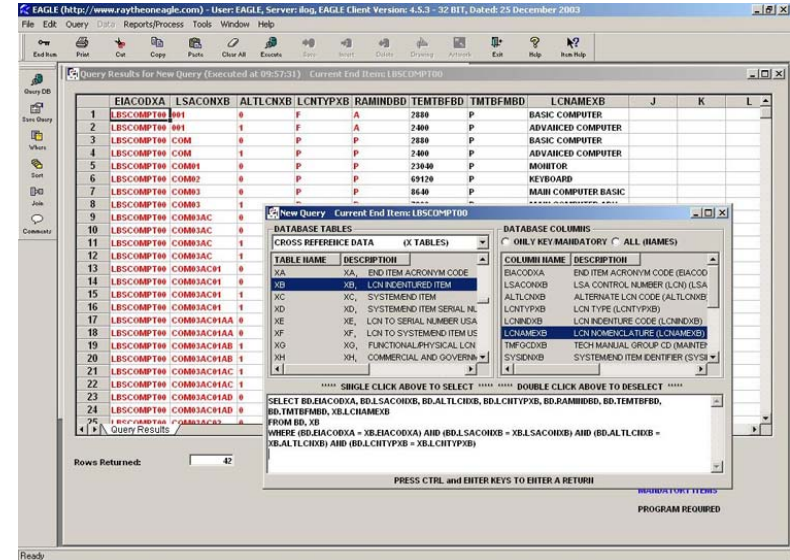 EAGLE (http://www.raytheoneagle.com) - User: EAGLE, Server: ilog, EAGLE Client Version: 4.5.3 - 32 BIT, Dated: 25 December 2003
File Edit Query Data Reports/Process Tools Window Help
End Item Print Cut Copy Paste Clear All Execute Save Insert Delete Drawing Artwork Exit Help Item Help
Query DB
Save Query
Where
Sort
Join
Comments
Query Results for New Query (Executed at 09:57:31) Current End Item: LBSCOMPT00
EIACODXA LSACONXB ALTLCNXB LCNTYPXB RAMINDBD TEMTBFBD TMTBFMBD LCNAMEXB J K L
1 LBSCOMPT00 001 0 F A 2880 P BASIC COMPUTER
2 LBSCOMPT00 001 1 F A 2400 P ADVANCED COMPUTER
3 LBSCOMPT00 COM 0 P P 2880 P BASIC COMPUTER
4 LBSCOMPT00 COM 1 P P 2400 P ADVANCED COMPUTER
5 LBSCOMPT00 COM01 0 P P 23040 P MONITOR
6 LBSCOMPT00 COM02 0 P P 69120 P KEYBOARD
7 LBSCOMPT00 COM03 0 P P 8640 P MAIN COMPUTER BASIC
8 LBSCOMPT00 COM03 1
9 LBSCOMPT00 COM03AC 0
10 LBSCOMPT00 COM03AC 0
11 LBSCOMPT00 COM03AC 1
12 LBSCOMPT00 COM03AC 1
13 LBSCOMPT00 COM03AC01 0
14 LBSCOMPT00 COM03AC01 0
15 LBSCOMPT00 COM03AC01 1
16 LBSCOMPT00 COM03AC01 1
17 LBSCOMPT00 COM03AC01AA 0
18 LBSCOMPT00 COM03AC01AA 0
19 LBSCOMPT00 COM03AC01AB 1
20 LBSCOMPT00 COM03AC01AB 1
21 LBSCOMPT00 COM03AC01AC 1
22 LBSCOMPT00 COM03AC01AC 1
23 LBSCOMPT00 COM03AC01AD 0
24 LBSCOMPT00 COM03AC01AD 0
25 LBSCOMPT00 COM03AC02
Query Results
Rows Returned: 42
New Query Current End Item: LBSCOMPT00
DATABASE TABLES
CROSS REFERENCE DATA (X TABLES)
TABLE NAME DESCRIPTION
XA XA, END ITEM ACRONYM CODE
XB XB, LCN INDENTURED ITEM
XC XC, SYSTEM/END ITEM
XD XD, SYSTEM/END ITEM SERIAL NU
XE XE, LCN TO SERIAL NUMBER USA
XF XF, LCN TO SYSTEM/END ITEM US
XG XG, FUNCTIONAL/PHYSICAL LCN
XH XH, COMMERCIAL AND GOVERNM
DATABASE COLUMNS
ONLY KEY/MANDATORY ALL (NAMES)
COLUMN NAME DESCRIPTION
EIACODXA END ITEM ACRONYM CODE (EIACOD
LSACONXB LSA CONTROL NUMBER (LCN) (LSA
ALTLCNXB ALTERNATE LCN CODE (ALTLCNXB
LCNTYPXB LCN TYPE (LCNTYPXB)
LCNINDXB LCN INDENTURE CODE (LCNINDXB)
LCNAMEXB LCN NOMENCLATURE (LCNAMEXB)
TMFGCDXB TECH MANUAL GROUP CD (MAINTEN
SYSIDNXB SYSTEM/END ITEM IDENTIFIER (SYSI
***** SINGLE CLICK ABOVE TO SELECT ***** ***** DOUBLE CLICK ABOVE TO DESELECT *****
SELECT BD.EIACODXA, BD.LSACONXB, BD.ALTLCNXB, BD.LCNTYPXB, BD.RAMINDBD, BD.TEMTBFBD,
BD.TMTBFMBD, XB.LCNAMEXB
FROM BD, XB
WHERE (BD.EIACODXA = XB.EIACODXA) AND (BD.LSACONXB = XB.LSACONXB) AND (BD.ALTLCNXB =
XB.ALTLCNXB) AND (BD.LCNTYPXB = XB.LCNTYPXB)
PRESS CTRL and ENTER KEYS TO ENTER A RETURN
MANDATORY ITEMS
PROGRAM REQUIRED
Ready